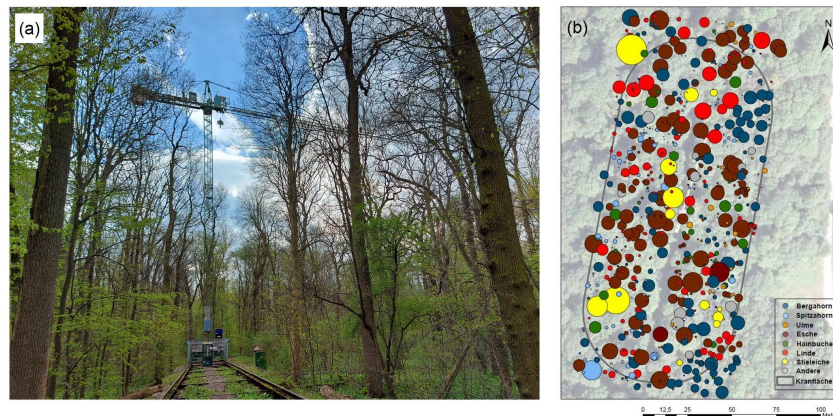 (a)
(b)
N
Bergahorn
Spitzahorn
Ulme
Esche
Hainbuche
Linde
Stieleiche
Andere
Kranfläche
0 12,5 25 50 75 100